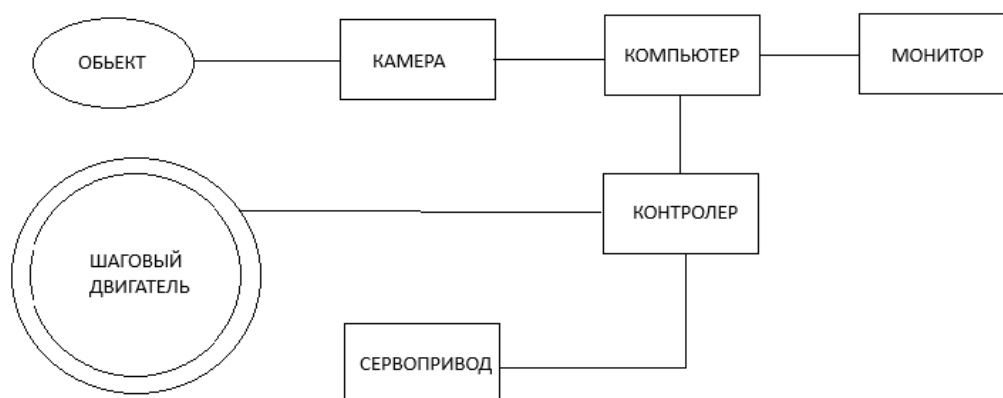 ОБЬЕКТ
КАМЕРА
КОМПЬЮТЕР
МОНИТОР
КОНТРОЛЕР
ШАГОВЫЙ
ДВИГАТЕЛЬ
СЕРВОПРИВОД